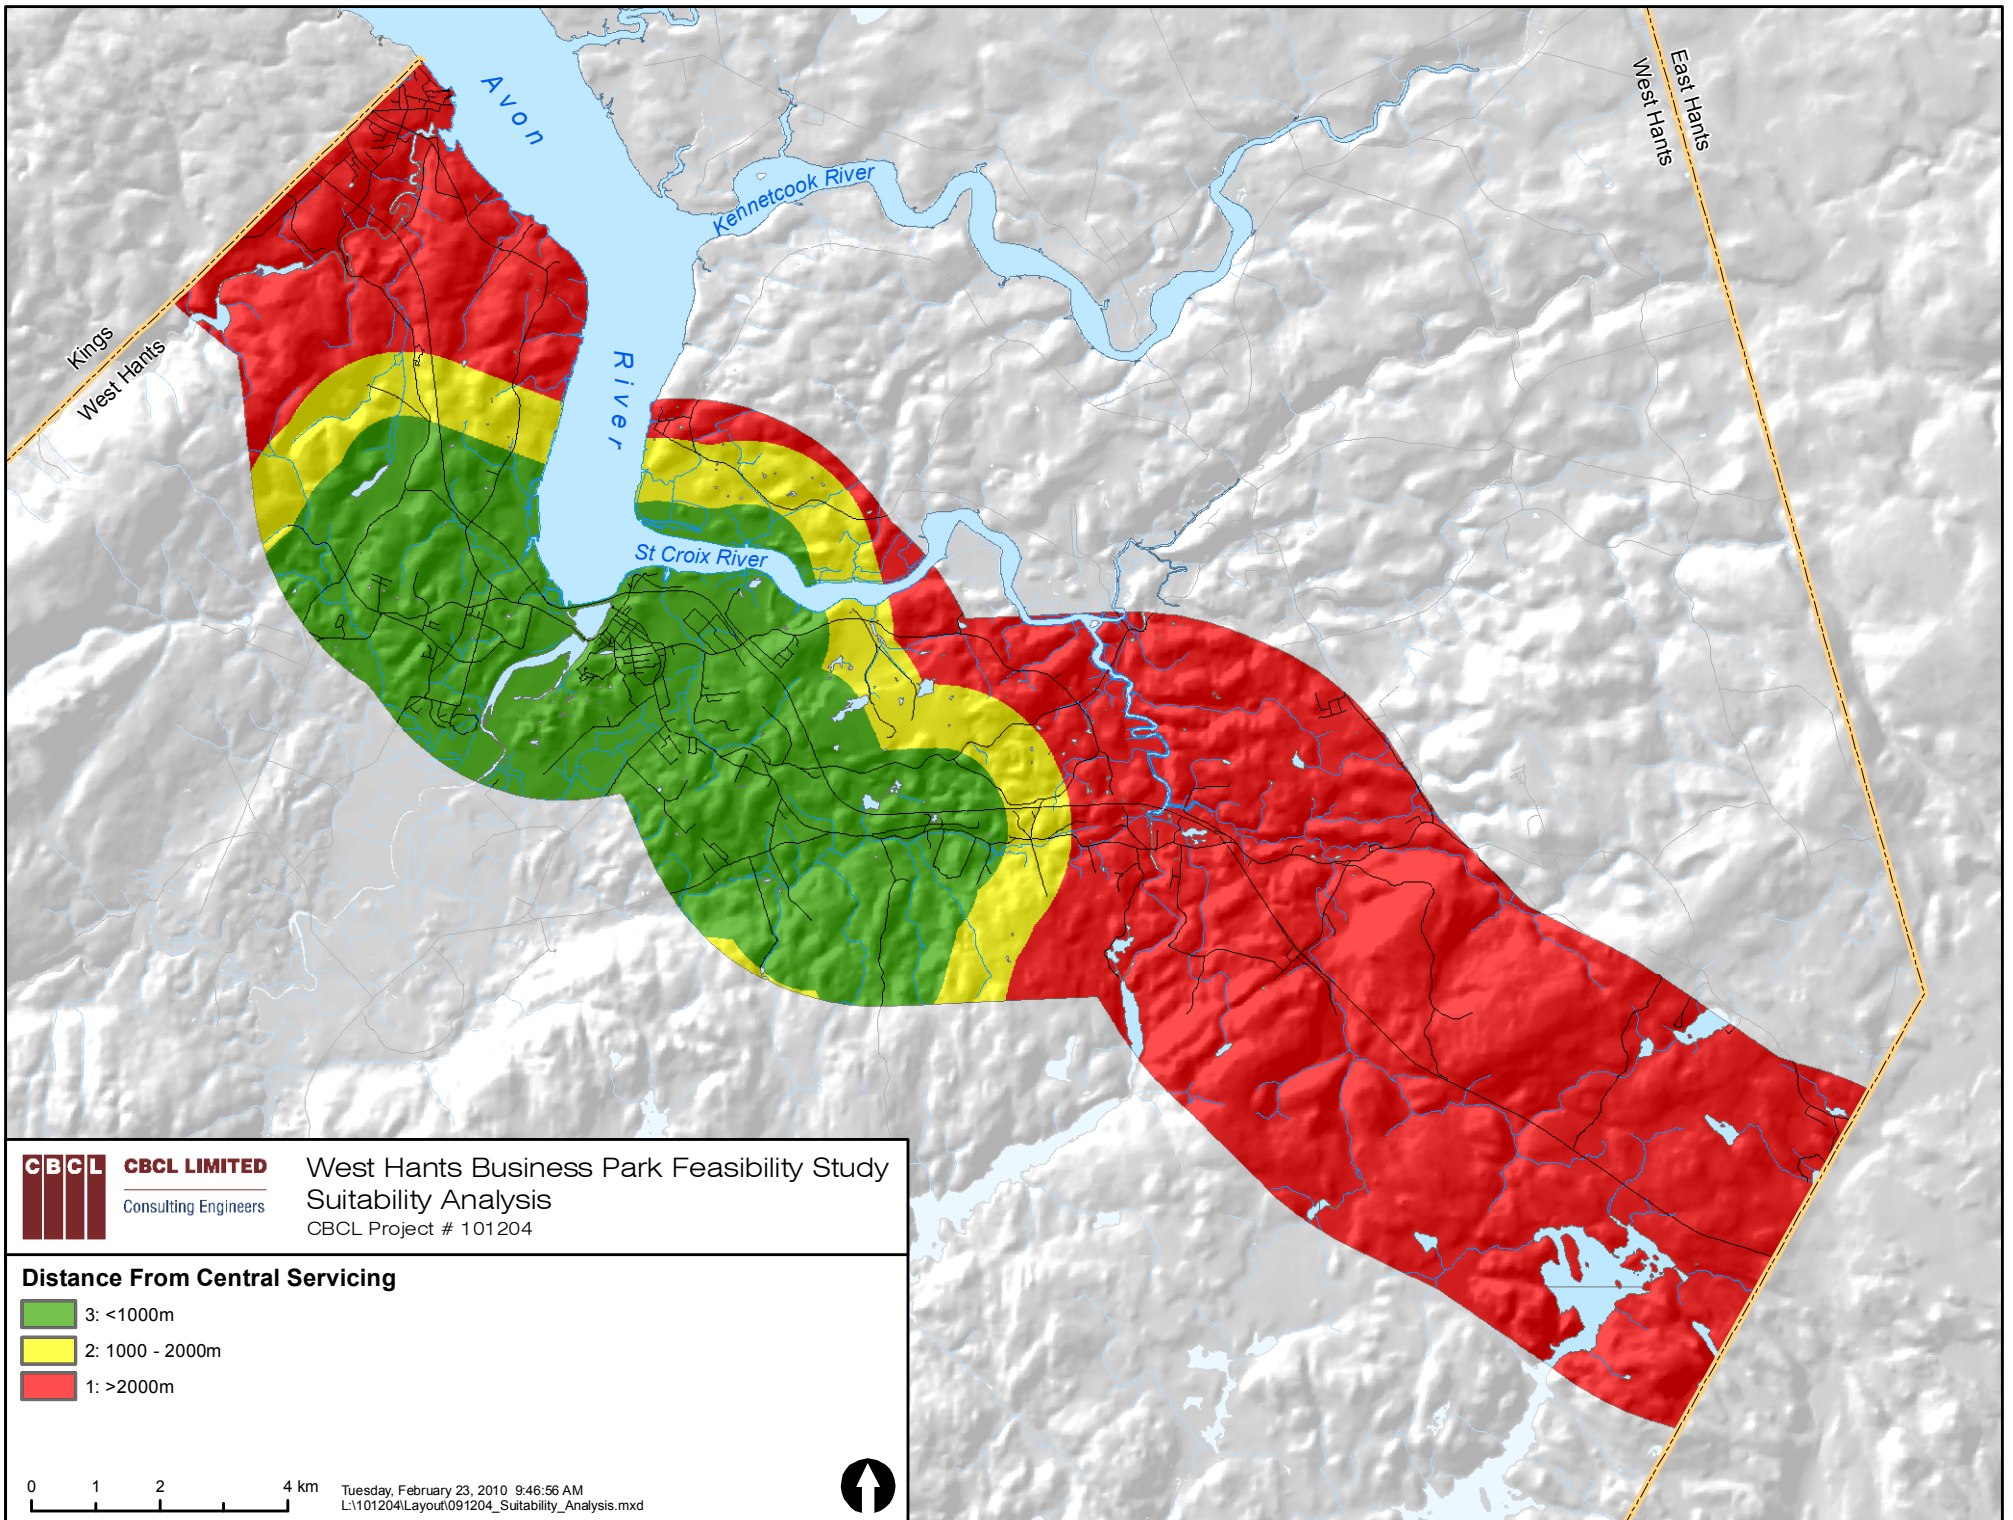 Avon
River
Kennetcook River
St Croix River
East Hants
West Hants
Kings
West Hants
CBCL
CBCL LIMITED
Consulting Engineers
West Hants Business Park Feasibility Study
Suitability Analysis
CBCL Project # 101204
Distance From Central Servicing
3: <1000m
2: 1000 - 2000m
1: >2000m
0 1 2 4 km
Tuesday, February 23, 2010 9:46:56 AM
L:\101204\Layout\091204_Suitability_Analysis.mxd